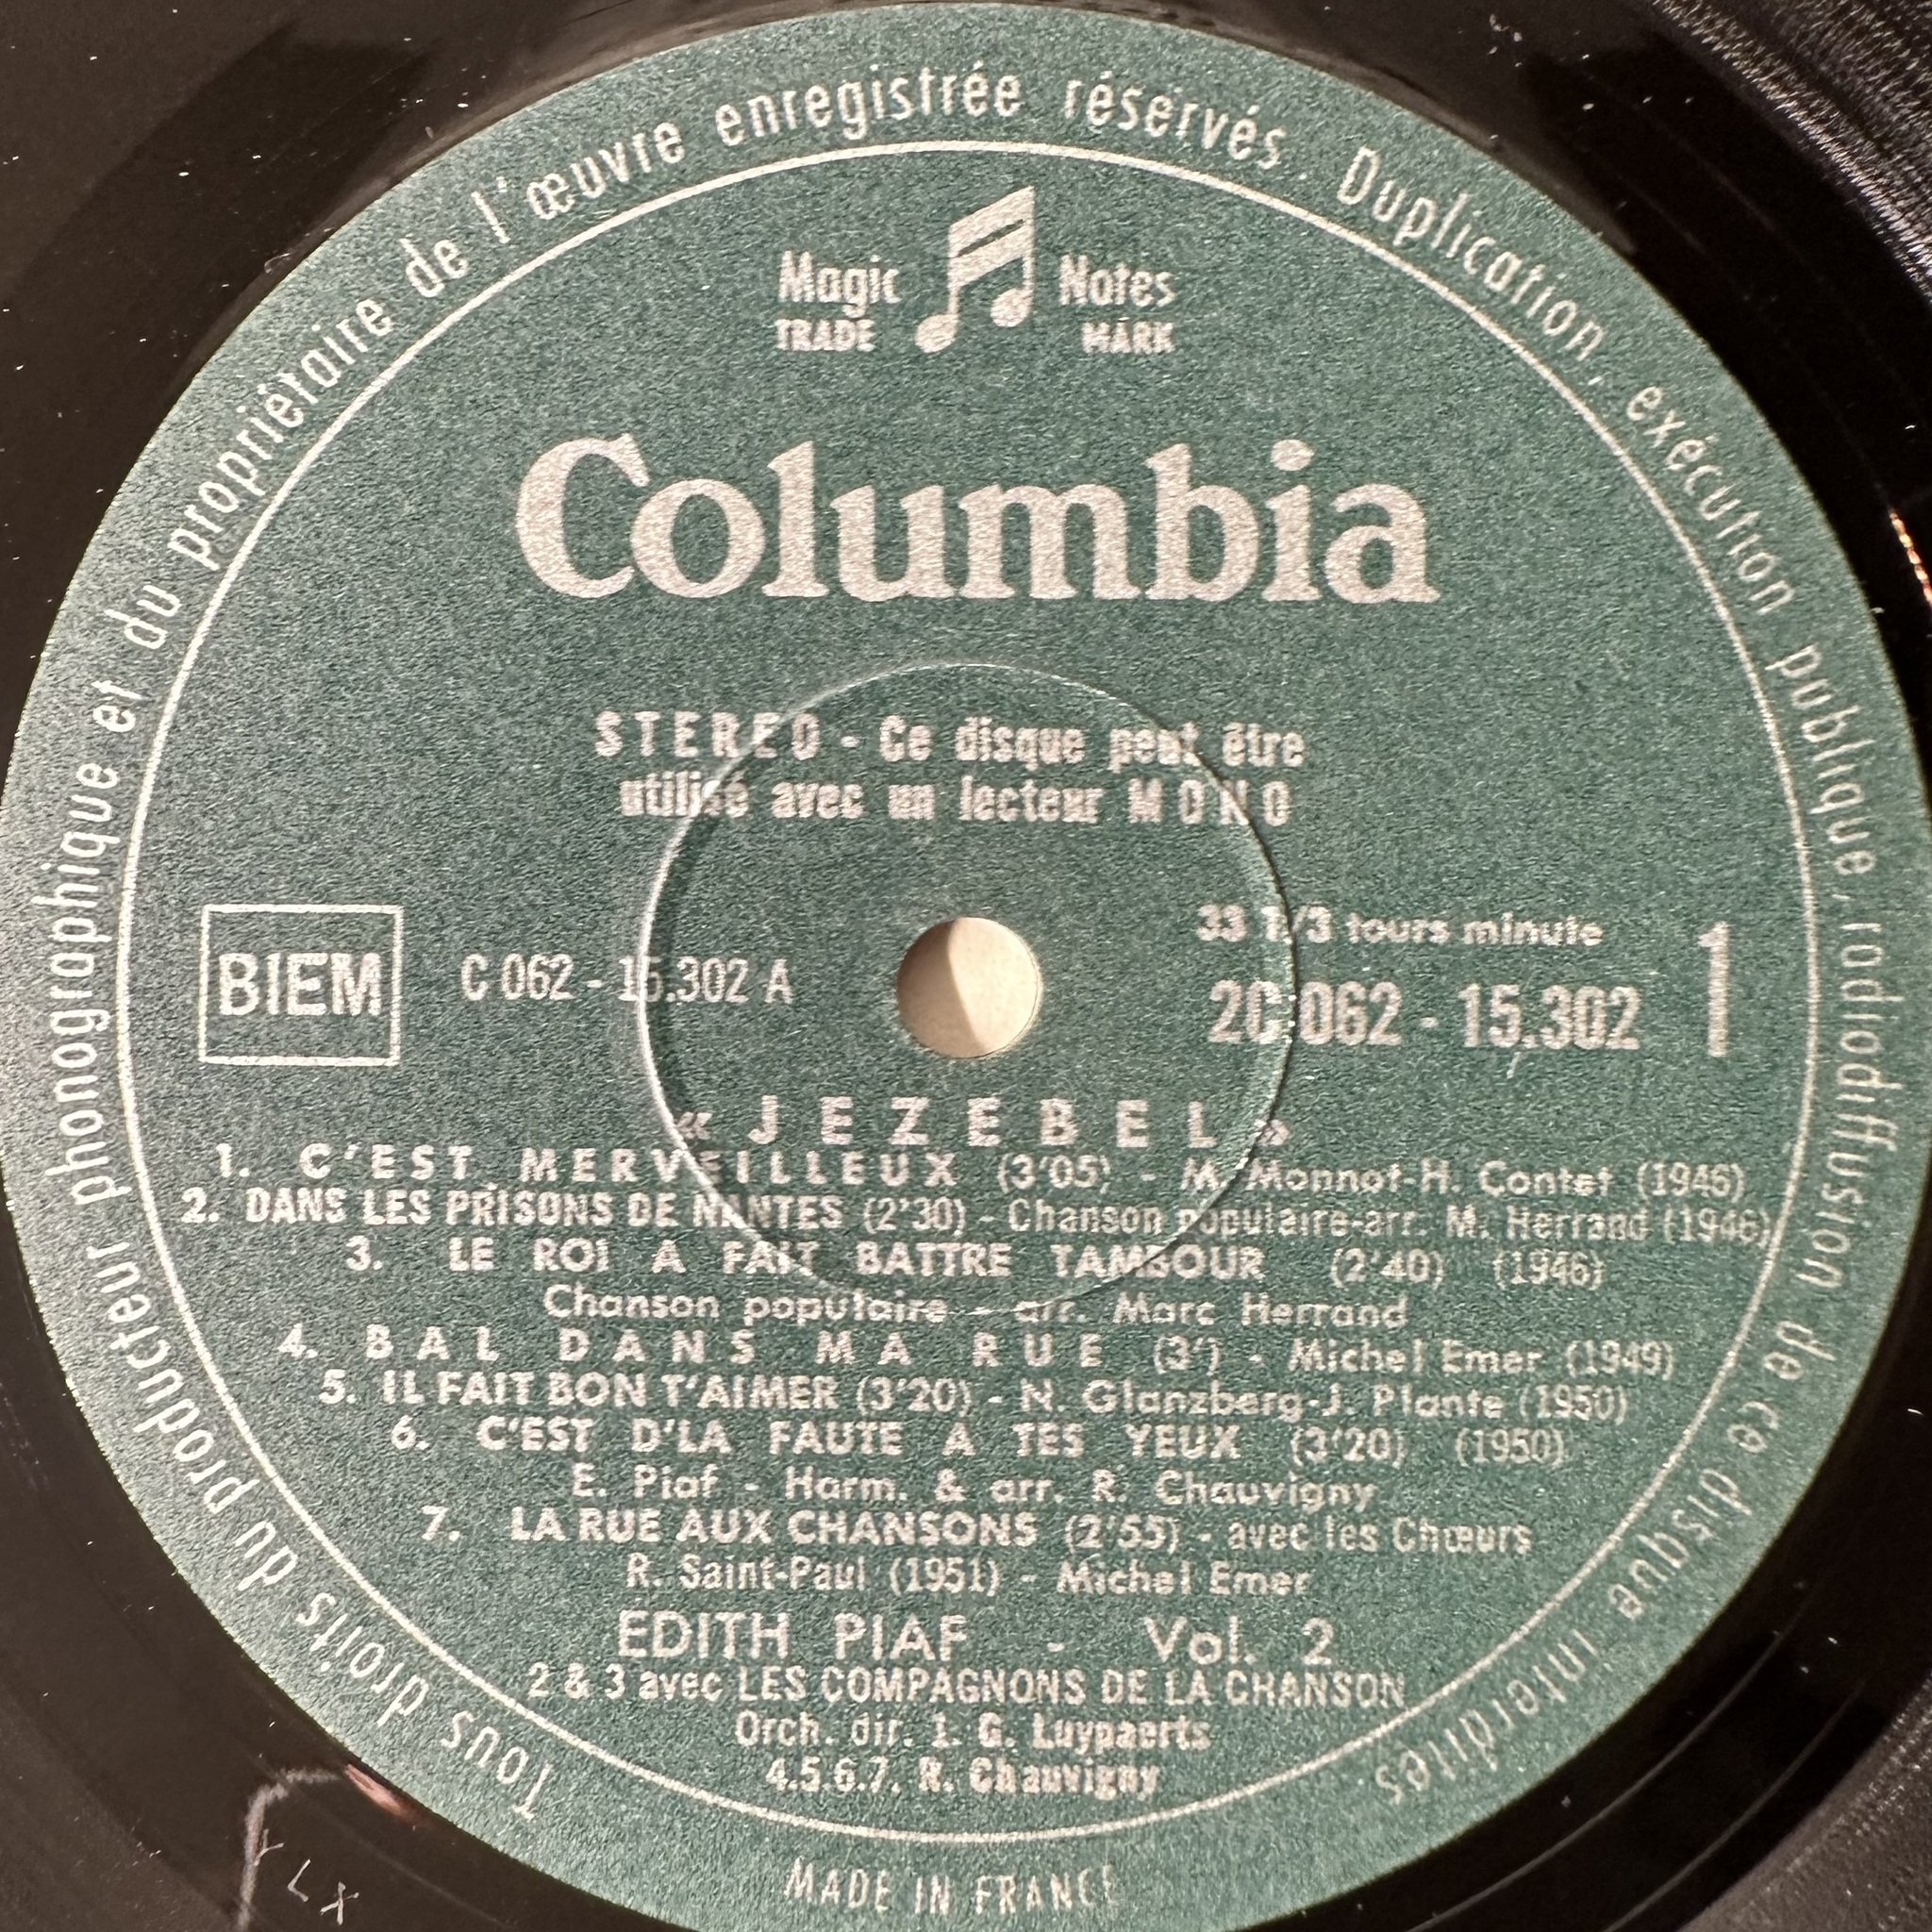 Tous droits du producteur phonographique et du propriétaire de l'œuvre enregistrée réservés. Duplication, exécution publique, radiodiffusion de ce disque interdites
Magic Notes
TRADE MARK
Columbia
STEREO - Ce disque peut être
utilisé avec un lecteur MONO
33 1/3 tours minute
BIEM C 062 - 15.302 A 2C 062 - 15.302 1
« JEZEBEL »
1. C'EST MERVEILLEUX (3'05) - M. Monnot-H. Contet (1946)
2. DANS LES PRISONS DE NANTES (2'30) - Chanson populaire-arr. M. Herrand (1946)
3. LE ROI A FAIT BATTRE TAMBOUR (2'40) (1946)
Chanson populaire - arr. Marc Herrand
4. BAL DANS MA RUE (3') - Michel Emer (1949)
5. IL FAIT BON T'AIMER (3'20) - N. Glanzberg-J. Plante (1950)
6. C'EST D'LA FAUTE A TES YEUX (3'20) (1950)
E. Piaf - Harm. & arr. R. Chauvigny
7. LA RUE AUX CHANSONS (2'55) - avec les Chœurs
R. Saint-Paul (1951) - Michel Emer
EDITH PIAF - Vol. 2
2 & 3 avec LES COMPAGNONS DE LA CHANSON
Orch. dir. 1. G. Luypaerts
4.5.6.7. R. Chauvigny
MADE IN FRANCE